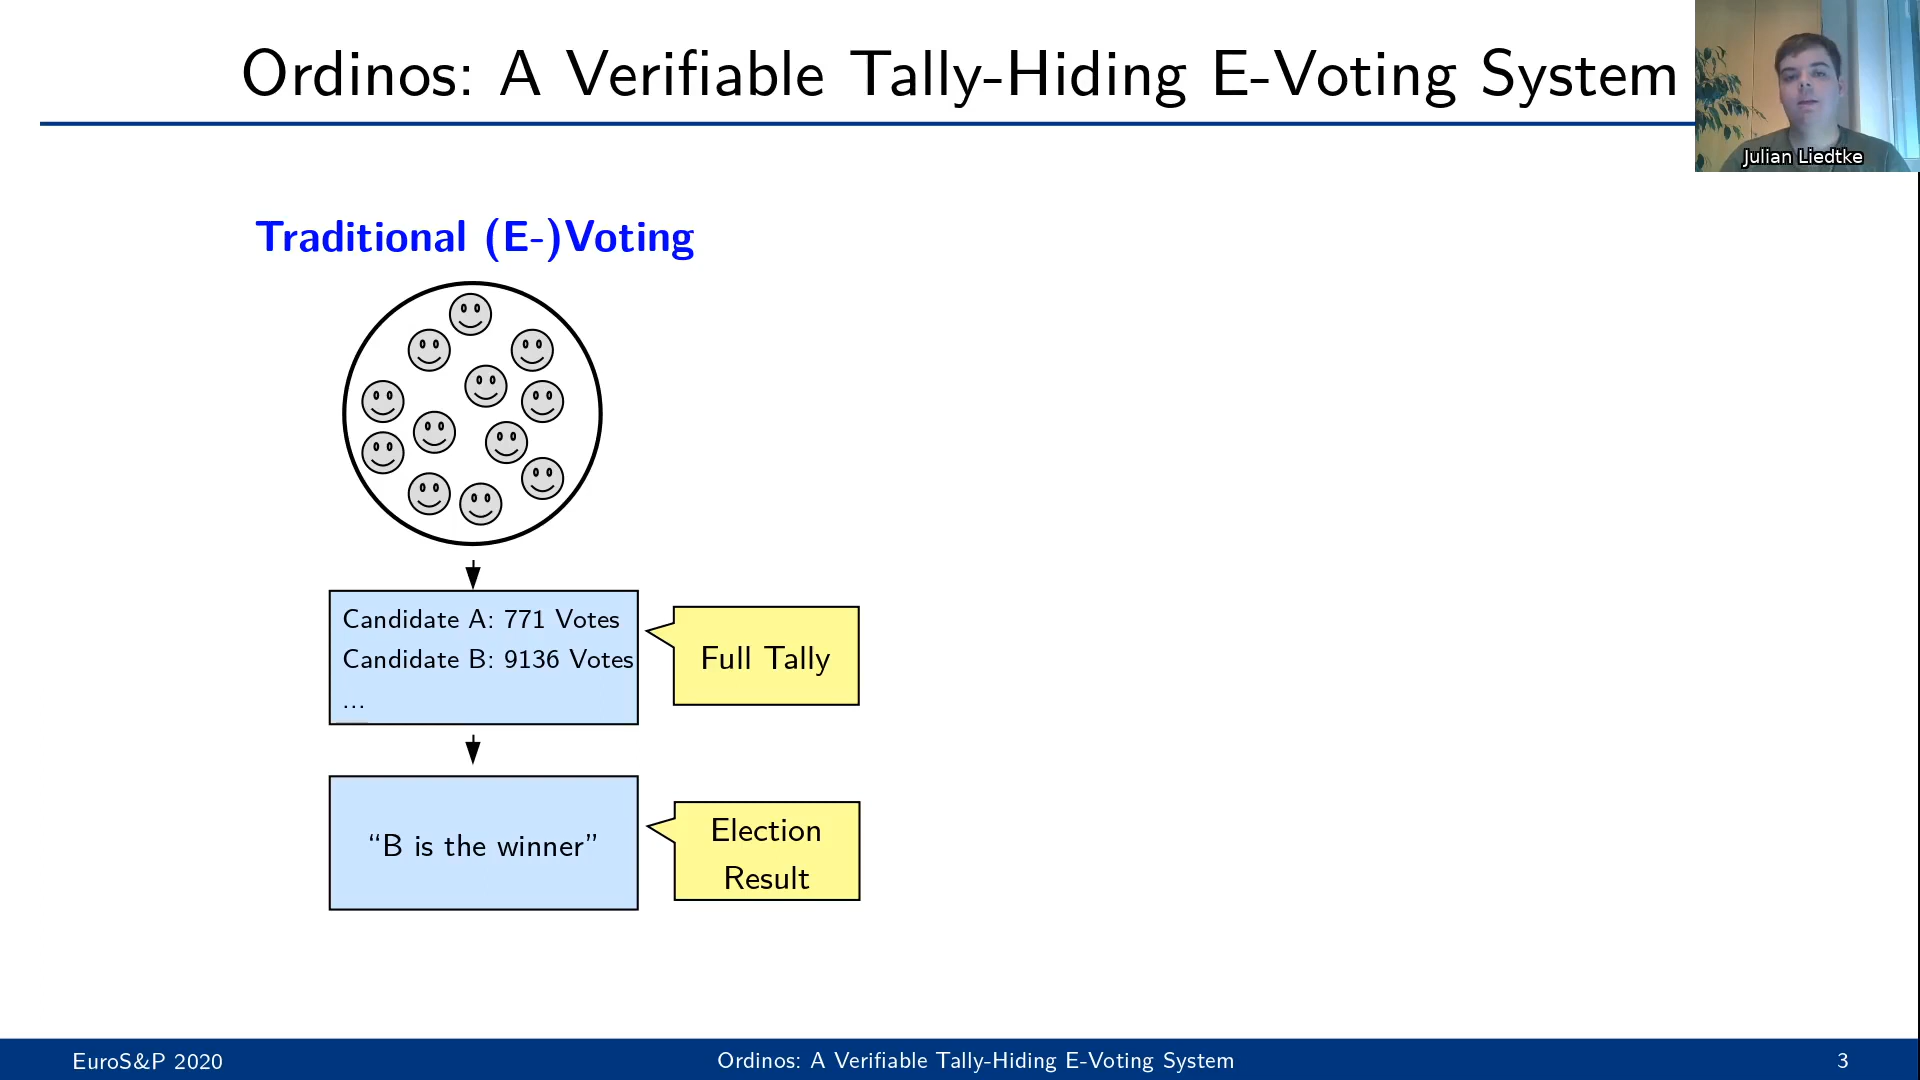 Ordinos: A Verifiable Tally-Hiding E-Voting System
Julian Liedtke
Traditional (E-)Voting
Candidate A: 771 Votes
Candidate B: 9136 Votes
...
Full Tally
“B is the winner”
Election
Result
EuroS&P 2020
Ordinos: A Verifiable Tally-Hiding E-Voting System
3